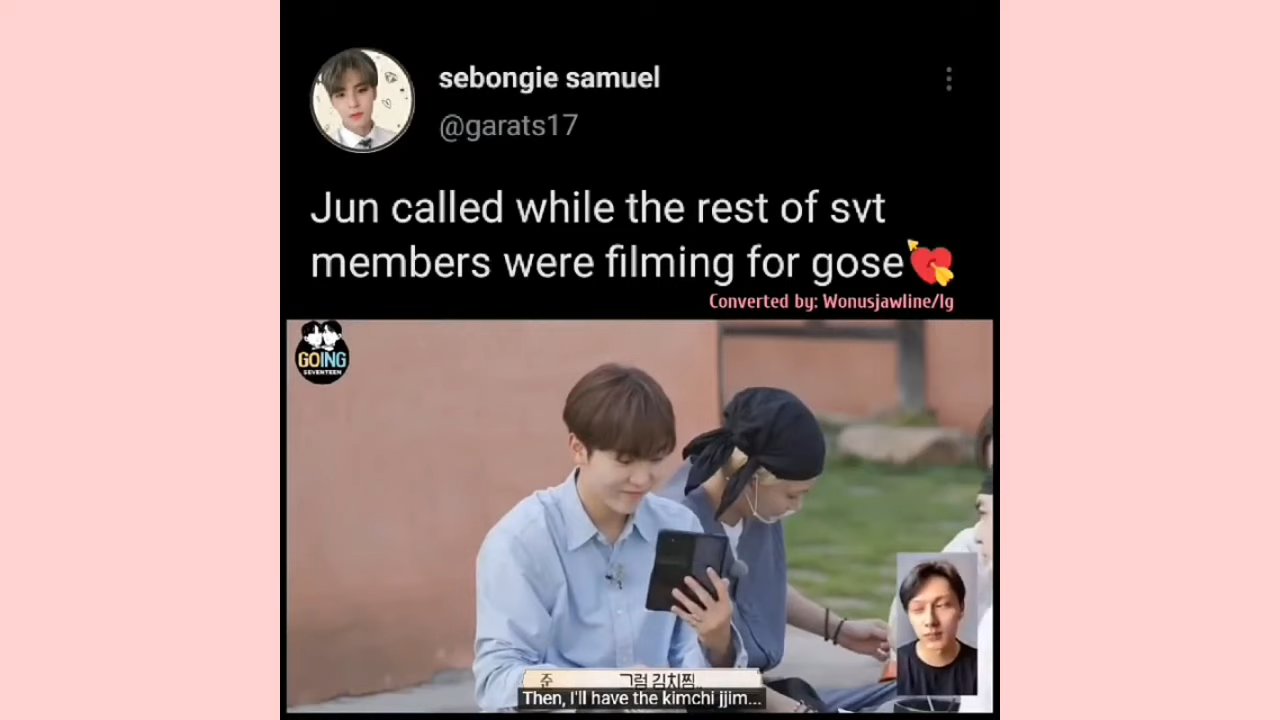 sebongie samuel
@garats17
Jun called while the rest of svt
members were filming for gose💘
Converted by: Wonusjawline/Ig
GOING
SEVENTEEN
준 그럼 김치찜..
Then, I'll have the kimchi jjim...